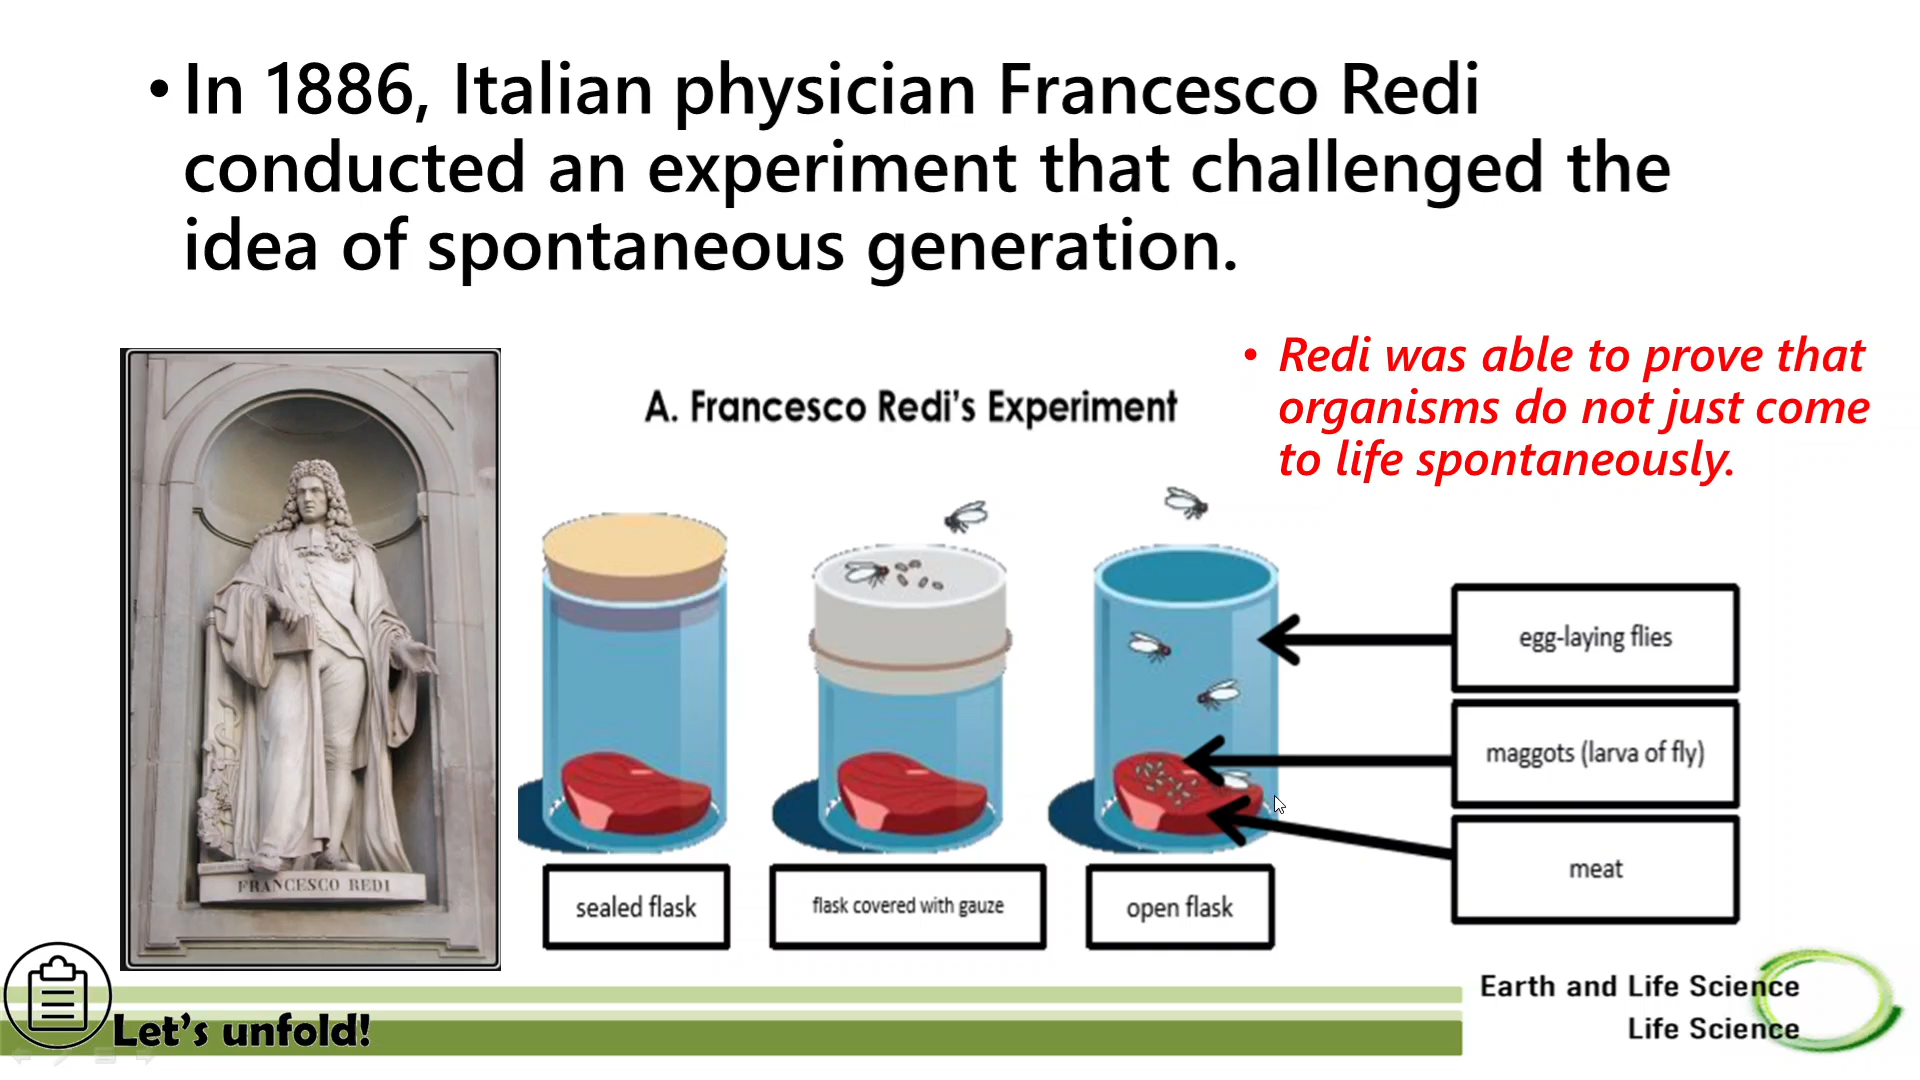 • In 1886, Italian physician Francesco Redi
conducted an experiment that challenged the
idea of spontaneous generation.
• Redi was able to prove that
organisms do not just come
to life spontaneously.
A. Francesco Redi's Experiment
egg-laying flies
maggots (larva of fly)
meat
sealed flask
flask covered with gauze
open flask
FRANCESCO REDI
Let's unfold!
Earth and Life Science
Life Science